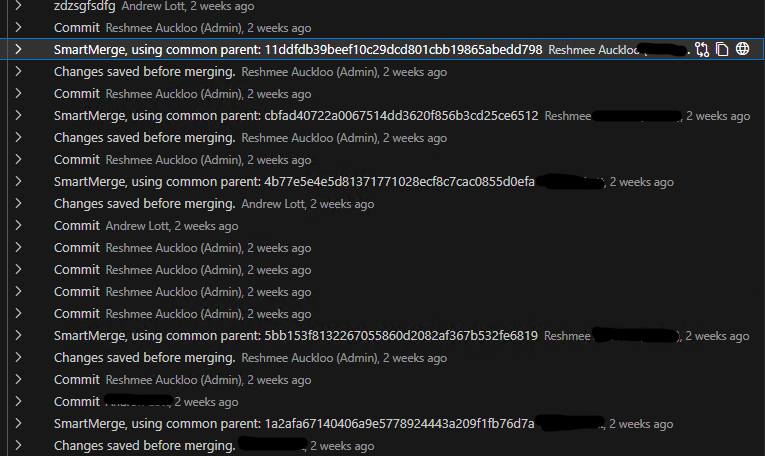 zdzsgfsdfg Andrew Lott, 2 weeks ago
Commit Reshmee Auckloo (Admin), 2 weeks ago
SmartMerge, using common parent: 11ddfdb39beef10c29dcd801cbb19865abedd798 Reshmee Auckloo (
Changes saved before merging. Reshmee Auckloo (Admin), 2 weeks ago
Commit Reshmee Auckloo (Admin), 2 weeks ago
SmartMerge, using common parent: cbfad40722a0067514dd3620f856b3cd25ce6512 Reshmee , 2 weeks ago
Changes saved before merging. Reshmee Auckloo (Admin), 2 weeks ago
Commit Reshmee Auckloo (Admin), 2 weeks ago
SmartMerge, using common parent: 4b77e5e4e5d81371771028ecf8c7cac0855d0efa , 2 weeks ago
Changes saved before merging. Andrew Lott, 2 weeks ago
Commit Andrew Lott, 2 weeks ago
Commit Reshmee Auckloo (Admin), 2 weeks ago
Commit Reshmee Auckloo (Admin), 2 weeks ago
Commit Reshmee Auckloo (Admin), 2 weeks ago
Commit Reshmee Auckloo (Admin), 2 weeks ago
SmartMerge, using common parent: 5bb153f8132267055860d2082af367b532fe6819 Reshmee , 2 weeks ago
Changes saved before merging. Reshmee Auckloo (Admin), 2 weeks ago
Commit Reshmee Auckloo (Admin), 2 weeks ago
Commit , 2 weeks ago
SmartMerge, using common parent: 1a2afa67140406a9e5778924443a209f1fb76d7a , 2 weeks ago
Changes saved before merging. , 2 weeks ago